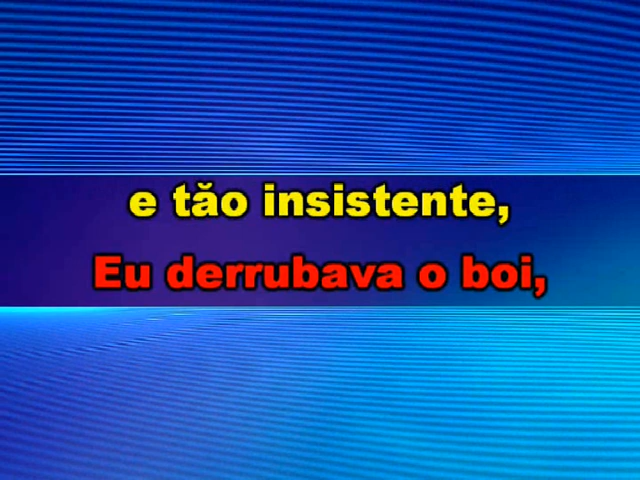 e tăo insistente,
Eu derrubava o boi,